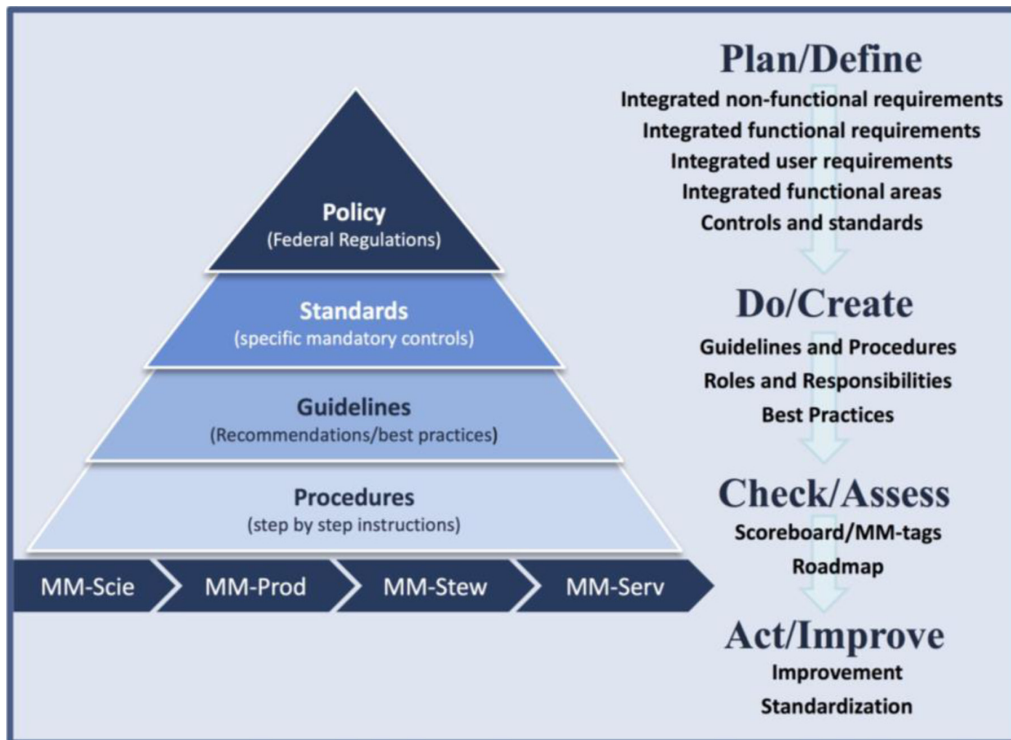 Policy
(Federal Regulations)
Standards
(specific mandatory controls)
Guidelines
(Recommendations/best practices)
Procedures
(step by step instructions)
MM-Scie
MM-Prod
MM-Stew
MM-Serv
Plan/Define
Integrated non-functional requirements
Integrated functional requirements
Integrated user requirements
Integrated functional areas
Controls and standards
Do/Create
Guidelines and Procedures
Roles and Responsibilities
Best Practices
Check/Assess
Scoreboard/MM-tags
Roadmap
Act/Improve
Improvement
Standardization